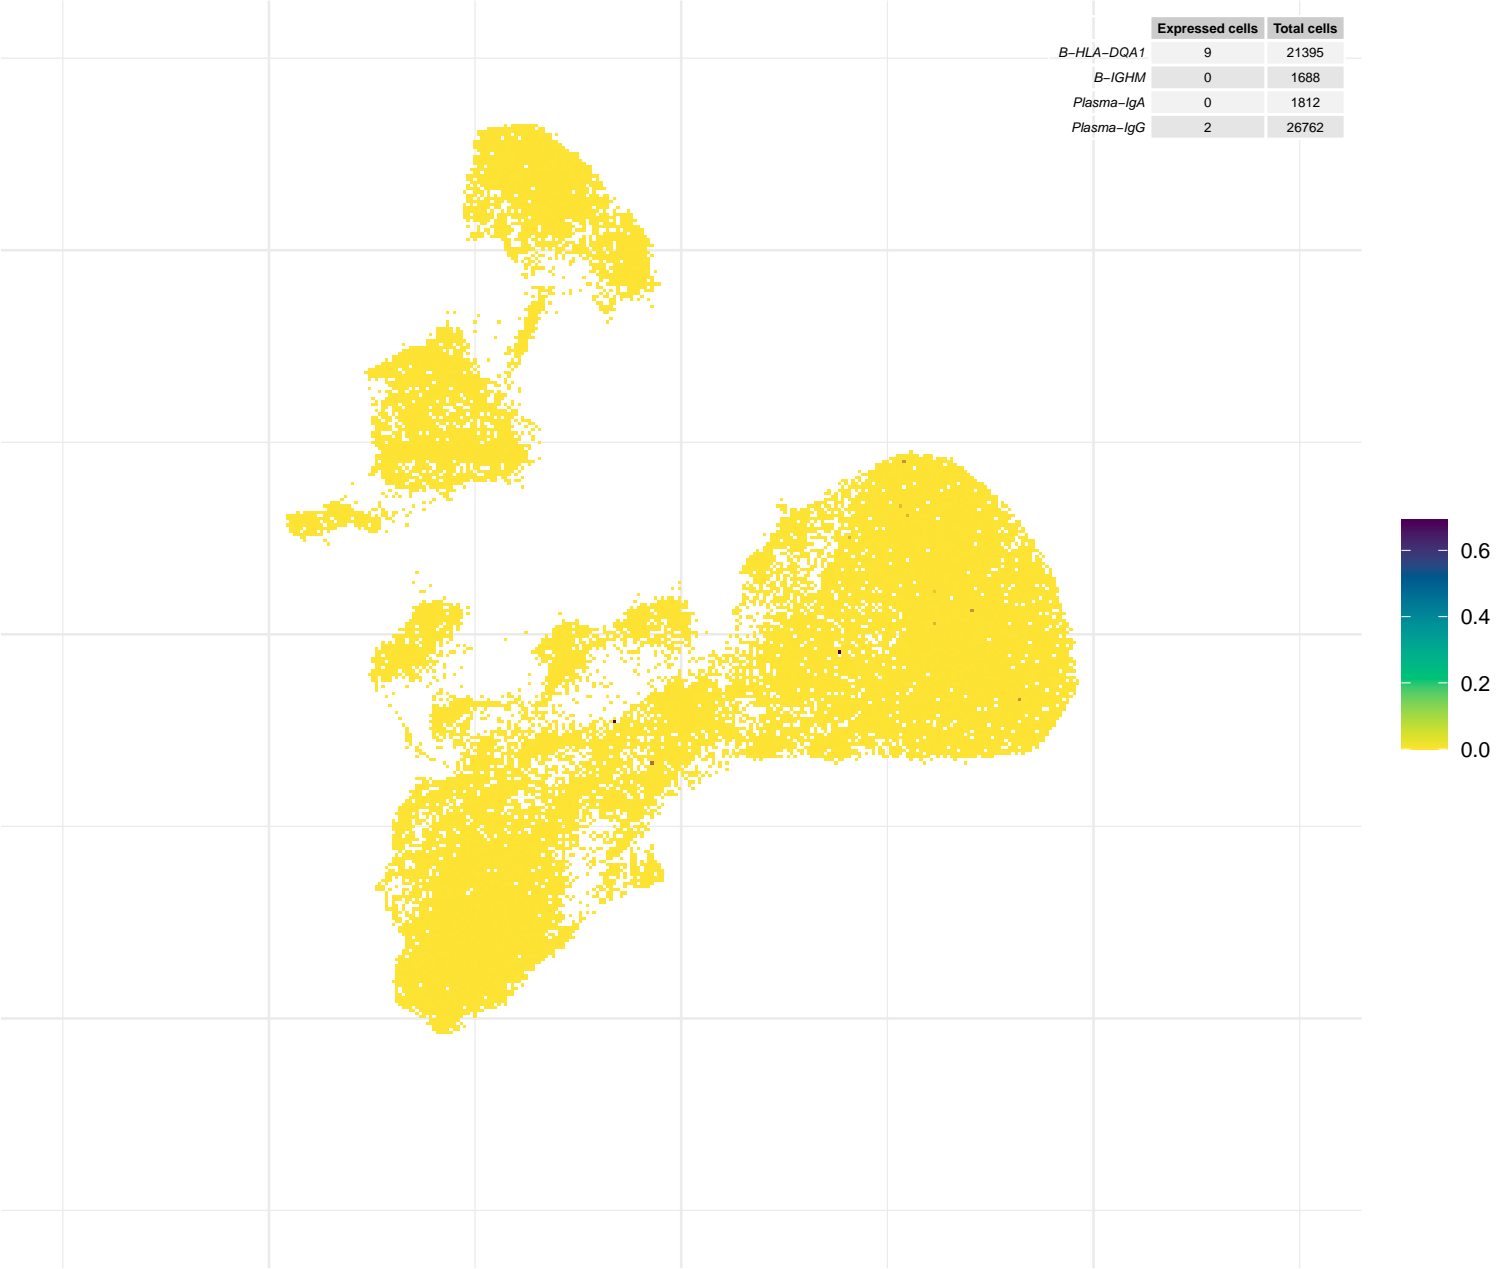 Expressed cells Total cells
B−HLA−DQA1 9 21395
B−IGHM 0 1688
Plasma−IgA 0 1812
Plasma−IgG 2 26762
0.6
0.4
0.2
0.0